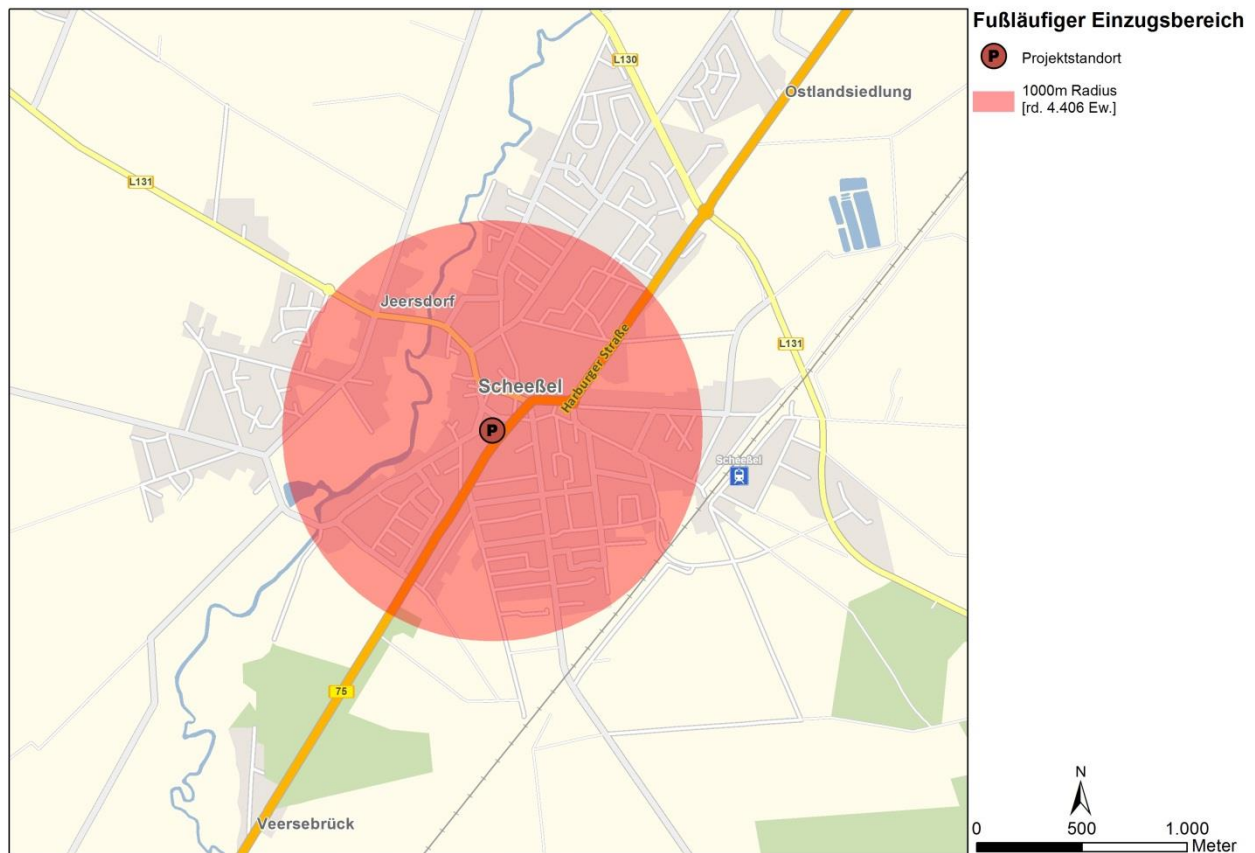 Fußläufiger Einzugsbereich
P
Projektstandort
1000m Radius
[rd. 4.406 Ew.]
L130
Ostlandsiedlung
L131
Jeersdorf
Harburger Straße
L131
Scheeßel
P
Scheeßel
75
Veersebrück
N
0 500 1.000
Meter